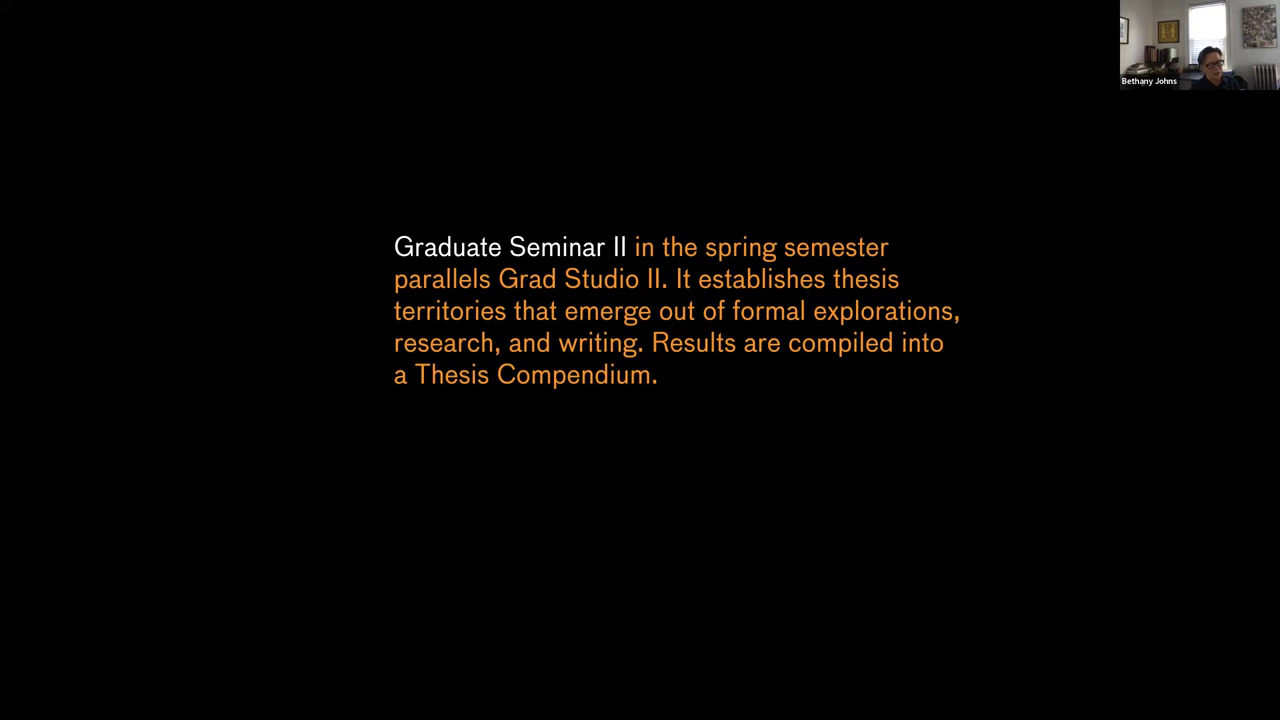 Bethany Johns
Graduate Seminar II in the spring semester
parallels Grad Studio II. It establishes thesis
territories that emerge out of formal explorations,
research, and writing. Results are compiled into
a Thesis Compendium.